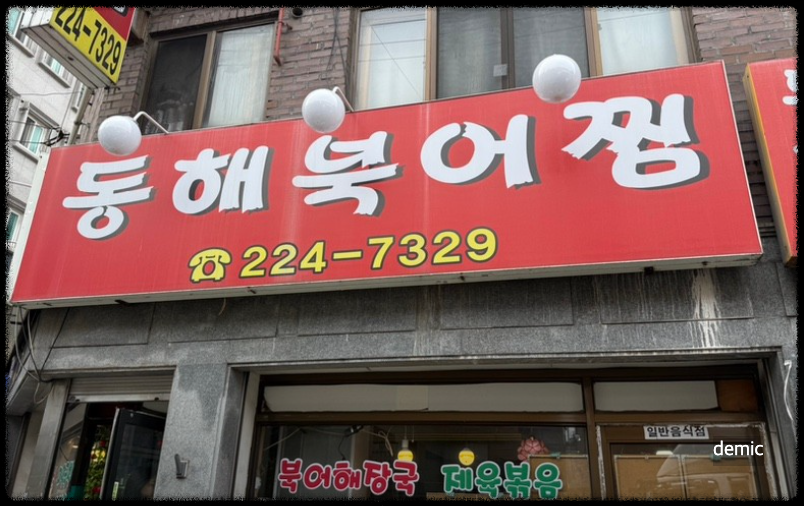 224-7329
동해북어찜
☎224-7329
일반음식점
북어해장국 제육볶음
demic